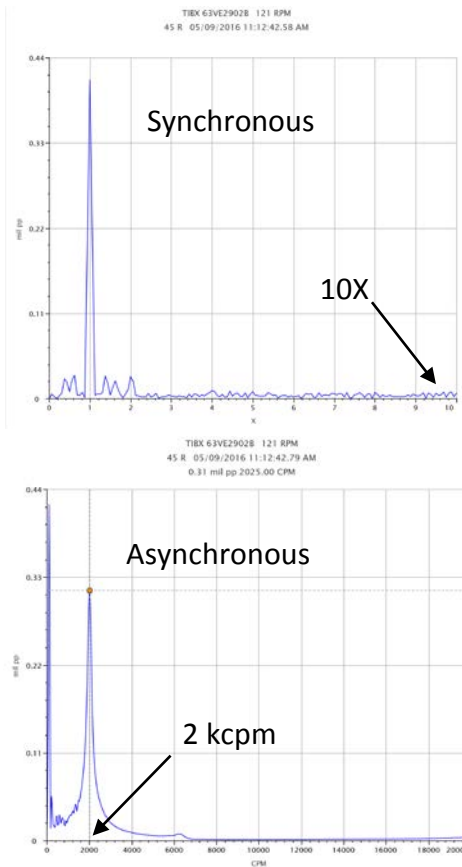 TIBX 63VE2902B 121 RPM
45 R 05/09/2016 11:12:42.58 AM
0.44
0.33
0.22
0.11
0
mil pp
Synchronous
10X
0 1 2 3 4 5 6 7 8 9 10
X
TIBX 63VE2902B 121 RPM
45 R 05/09/2016 11:12:42.79 AM
0.31 mil pp 2025.00 CPM
0.44
0.33
0.22
0.11
0
mil pp
Asynchronous
2 kcpm
0 2000 4000 6000 8000 10000 12000 14000 16000 18000 2000
CPM